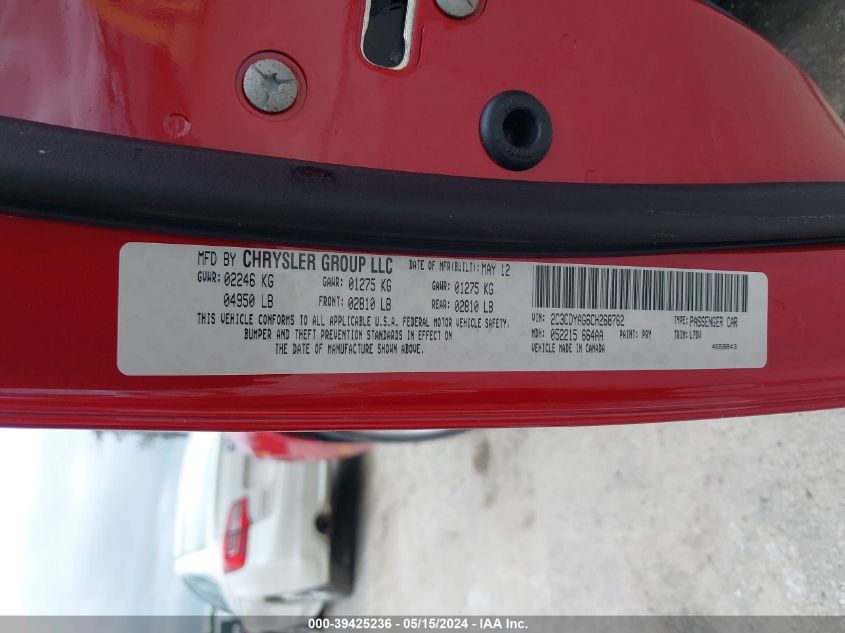 MFD BY CHRYSLER GROUP LLC DATE OF MFR(BUILT): MAY 12
GVWR: 02246 KG GAWR: 01275 KG GAWR: 01275 KG
04950 LB FRONT: 02810 LB REAR: 02810 LB
THIS VEHICLE CONFORMS TO ALL APPLICABLE U.S.A. FEDERAL MOTOR VEHICLE SAFETY,
BUMPER AND THEFT PREVENTION STANDARDS IN EFFECT ON
THE DATE OF MANUFACTURE SHOWN ABOVE.
VIN: 2C3CDYAG6CH268762 TYPE: PASSENGER CAR
MDH: 052215 664AA PAINT: PRY TRIM: L7DV
VEHICLE MADE IN CANADA 4658843
000-39425236 - 05/15/2024 - IAA Inc.